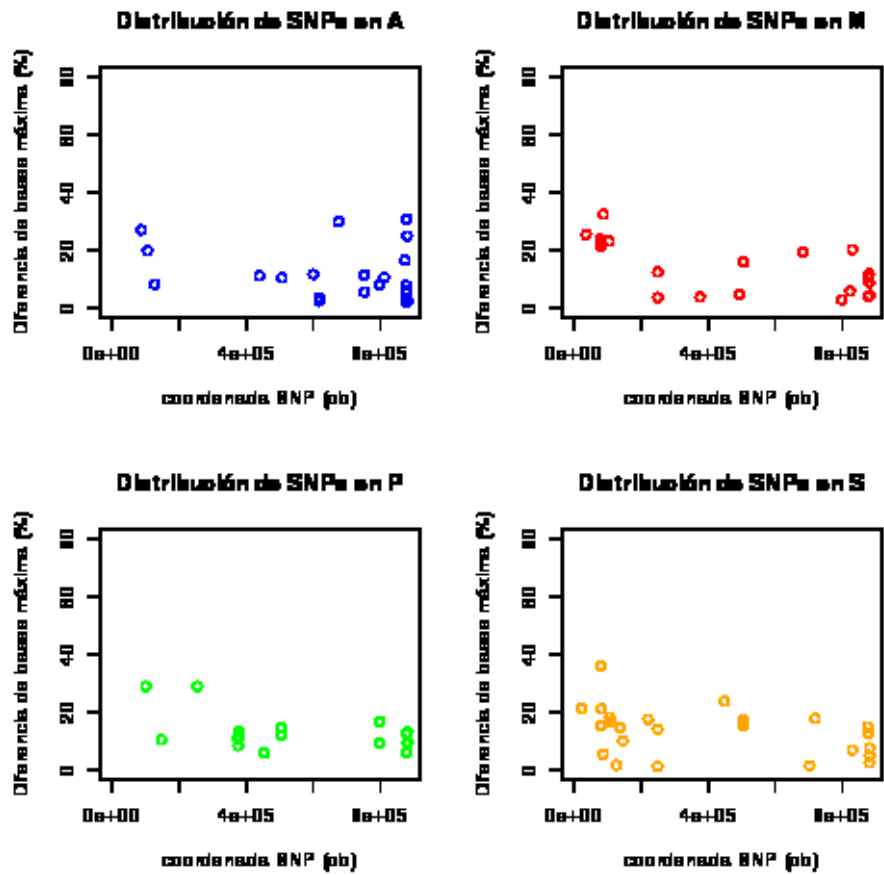 Distribución de SNPs en A
Diferencia de bases máxima (%)
80
60
40
20
0
0e+00 4e+05 8e+05
coordenada SNP (pb)
Distribución de SNPs en M
Diferencia de bases máxima (%)
80
60
40
20
0
0e+00 4e+05 8e+05
coordenada SNP (pb)
Distribución de SNPs en P
Diferencia de bases máxima (%)
80
60
40
20
0
0e+00 4e+05 8e+05
coordenada SNP (pb)
Distribución de SNPs en S
Diferencia de bases máxima (%)
80
60
40
20
0
0e+00 4e+05 8e+05
coordenada SNP (pb)